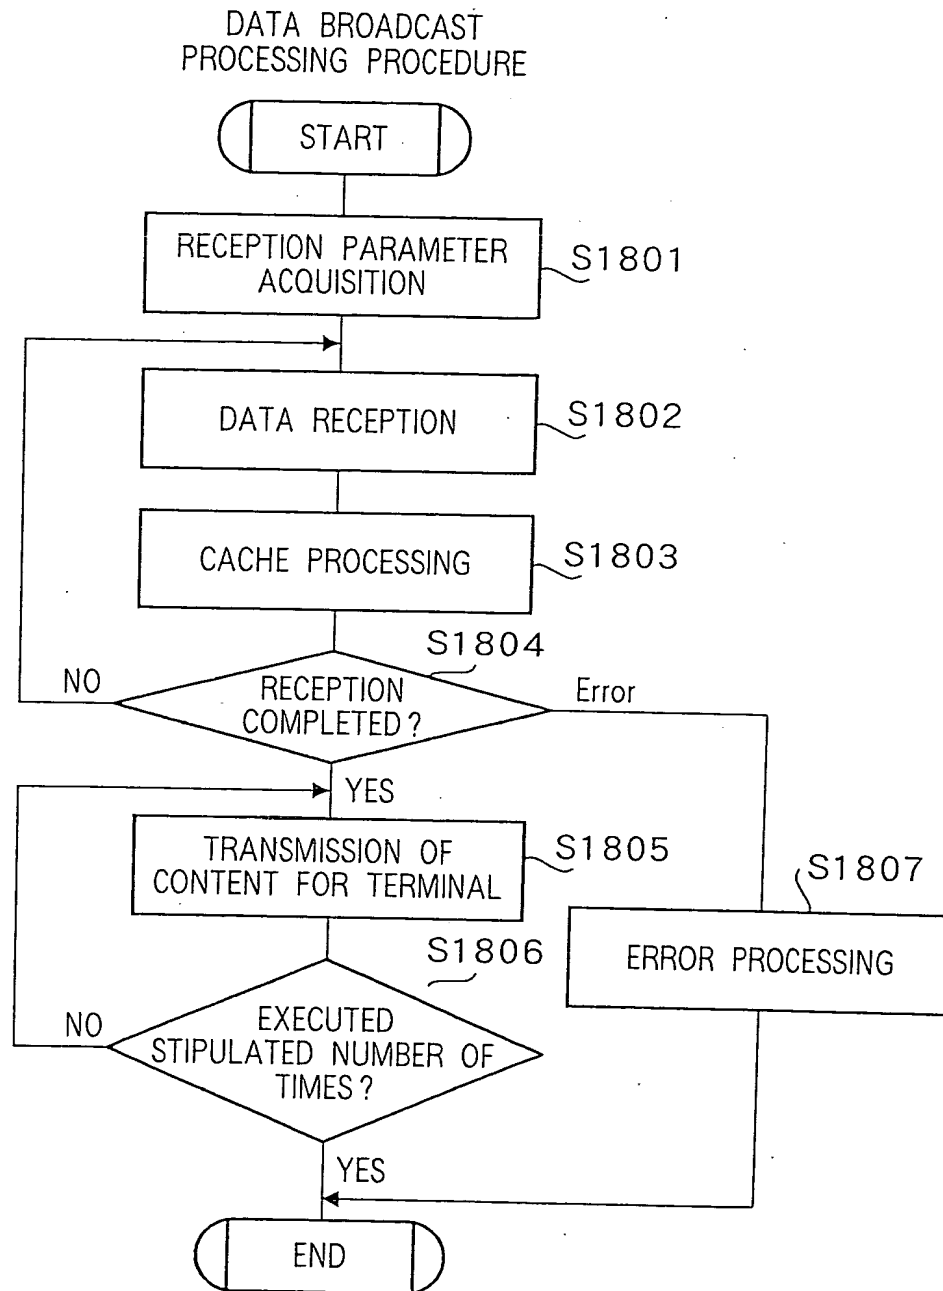 DATA BROADCAST
PROCESSING PROCEDURE
START
RECEPTION PARAMETER
ACQUISITION
S1801
DATA RECEPTION
S1802
CACHE PROCESSING
S1803
S1804
NO
RECEPTION
COMPLETED?
Error
YES
TRANSMISSION OF
CONTENT FOR TERMINAL
S1805
S1807
ERROR PROCESSING
S1806
NO
EXECUTED
STIPULATED NUMBER OF
TIMES?
YES
END